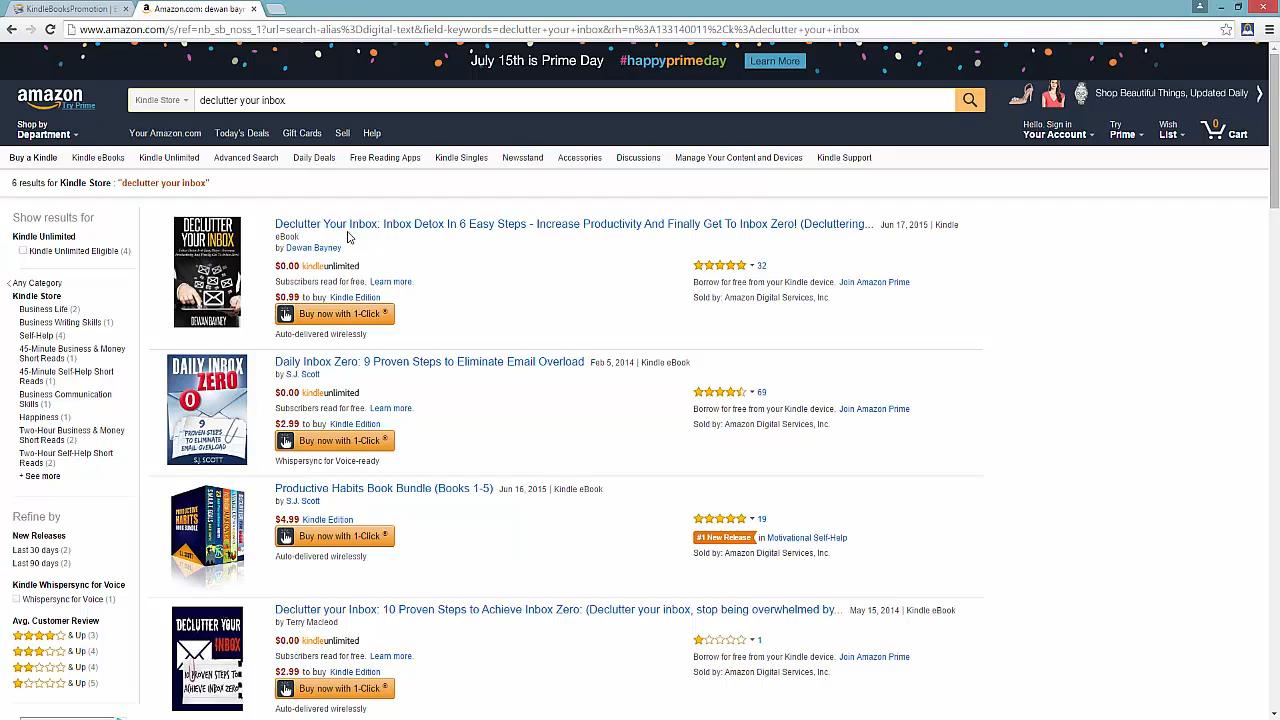 KindleBooksPromotion | E
Amazon.com: dewan bayr
www.amazon.com/s/ref=nb_sb_noss_1?url=search-alias%3Ddigital-text&field-keywords=declutter+your+inbox&rh=n%3A133140011%2Ck%3Adeclutter+your+inbox
July 15th is Prime Day #happyprimeday Learn More
amazon
Try Prime
Kindle Store
declutter your inbox
Shop Beautiful Things, Updated Daily
Shop by
Department
Your Amazon.com Today's Deals Gift Cards Sell Help
Hello, Sign in
Your Account
Try
Prime
Wish
List
0
Cart
Buy a Kindle Kindle eBooks Kindle Unlimited Advanced Search Daily Deals Free Reading Apps Kindle Singles Newsstand Accessories Discussions Manage Your Content and Devices Kindle Support
6 results for Kindle Store : "declutter your inbox"
Show results for
Kindle Unlimited
Kindle Unlimited Eligible (4)
Any Category
Kindle Store
Business Life (2)
Business Writing Skills (1)
Self-Help (4)
45-Minute Business & Money
Short Reads (1)
45-Minute Self-Help Short
Reads (1)
Business Communication
Skills (1)
Happiness (1)
Two-Hour Business & Money
Short Reads (2)
Two-Hour Self-Help Short
Reads (2)
+ See more
Refine by
New Releases
Last 30 days (2)
Last 90 days (2)
Kindle Whispersync for Voice
Whispersync for Voice (1)
Avg. Customer Review
& Up (3)
& Up (4)
& Up (4)
& Up (5)
DECLUTTER
YOUR INBOX
DEWAN BAYNEY
Declutter Your Inbox: Inbox Detox In 6 Easy Steps - Increase Productivity And Finally Get To Inbox Zero! (Decluttering... Jun 17, 2015 | Kindle
eBook
by Dewan Bayney
$0.00 kindleunlimited
Subscribers read for free. Learn more.
$0.99 to buy Kindle Edition
Buy now with 1-Click ®
Auto-delivered wirelessly
32
Borrow for free from your Kindle device. Join Amazon Prime
Sold by: Amazon Digital Services, Inc.
DAILY INBOX
ZERO
0
9
PROVEN STEPS
TO ELIMINATE
EMAIL OVERLOAD
S.J. SCOTT
Daily Inbox Zero: 9 Proven Steps to Eliminate Email Overload Feb 5, 2014 | Kindle eBook
by S.J. Scott
$0.00 kindleunlimited
Subscribers read for free. Learn more.
$2.99 to buy Kindle Edition
Buy now with 1-Click ®
Whispersync for Voice-ready
69
Borrow for free from your Kindle device. Join Amazon Prime
Sold by: Amazon Digital Services, Inc.
PRODUCTIVE
HABITS
BOOK BUNDLE
Productive Habits Book Bundle (Books 1-5) Jun 16, 2015 | Kindle eBook
by S.J. Scott
$4.99 Kindle Edition
Buy now with 1-Click ®
Auto-delivered wirelessly
19
#1 New Release in Motivational Self-Help
Sold by: Amazon Digital Services, Inc.
DECLUTTER YOUR
INBOX
10 PROVEN STEPS TO
ACHIEVE INBOX ZERO
Declutter your Inbox: 10 Proven Steps to Achieve Inbox Zero: (Declutter your inbox, stop being overwhelmed by... May 15, 2014 | Kindle eBook
by Terry Macleod
$0.00 kindleunlimited
Subscribers read for free. Learn more.
$2.99 to buy Kindle Edition
Buy now with 1-Click ®
Auto-delivered wirelessly
1
Borrow for free from your Kindle device. Join Amazon Prime
Sold by: Amazon Digital Services, Inc.